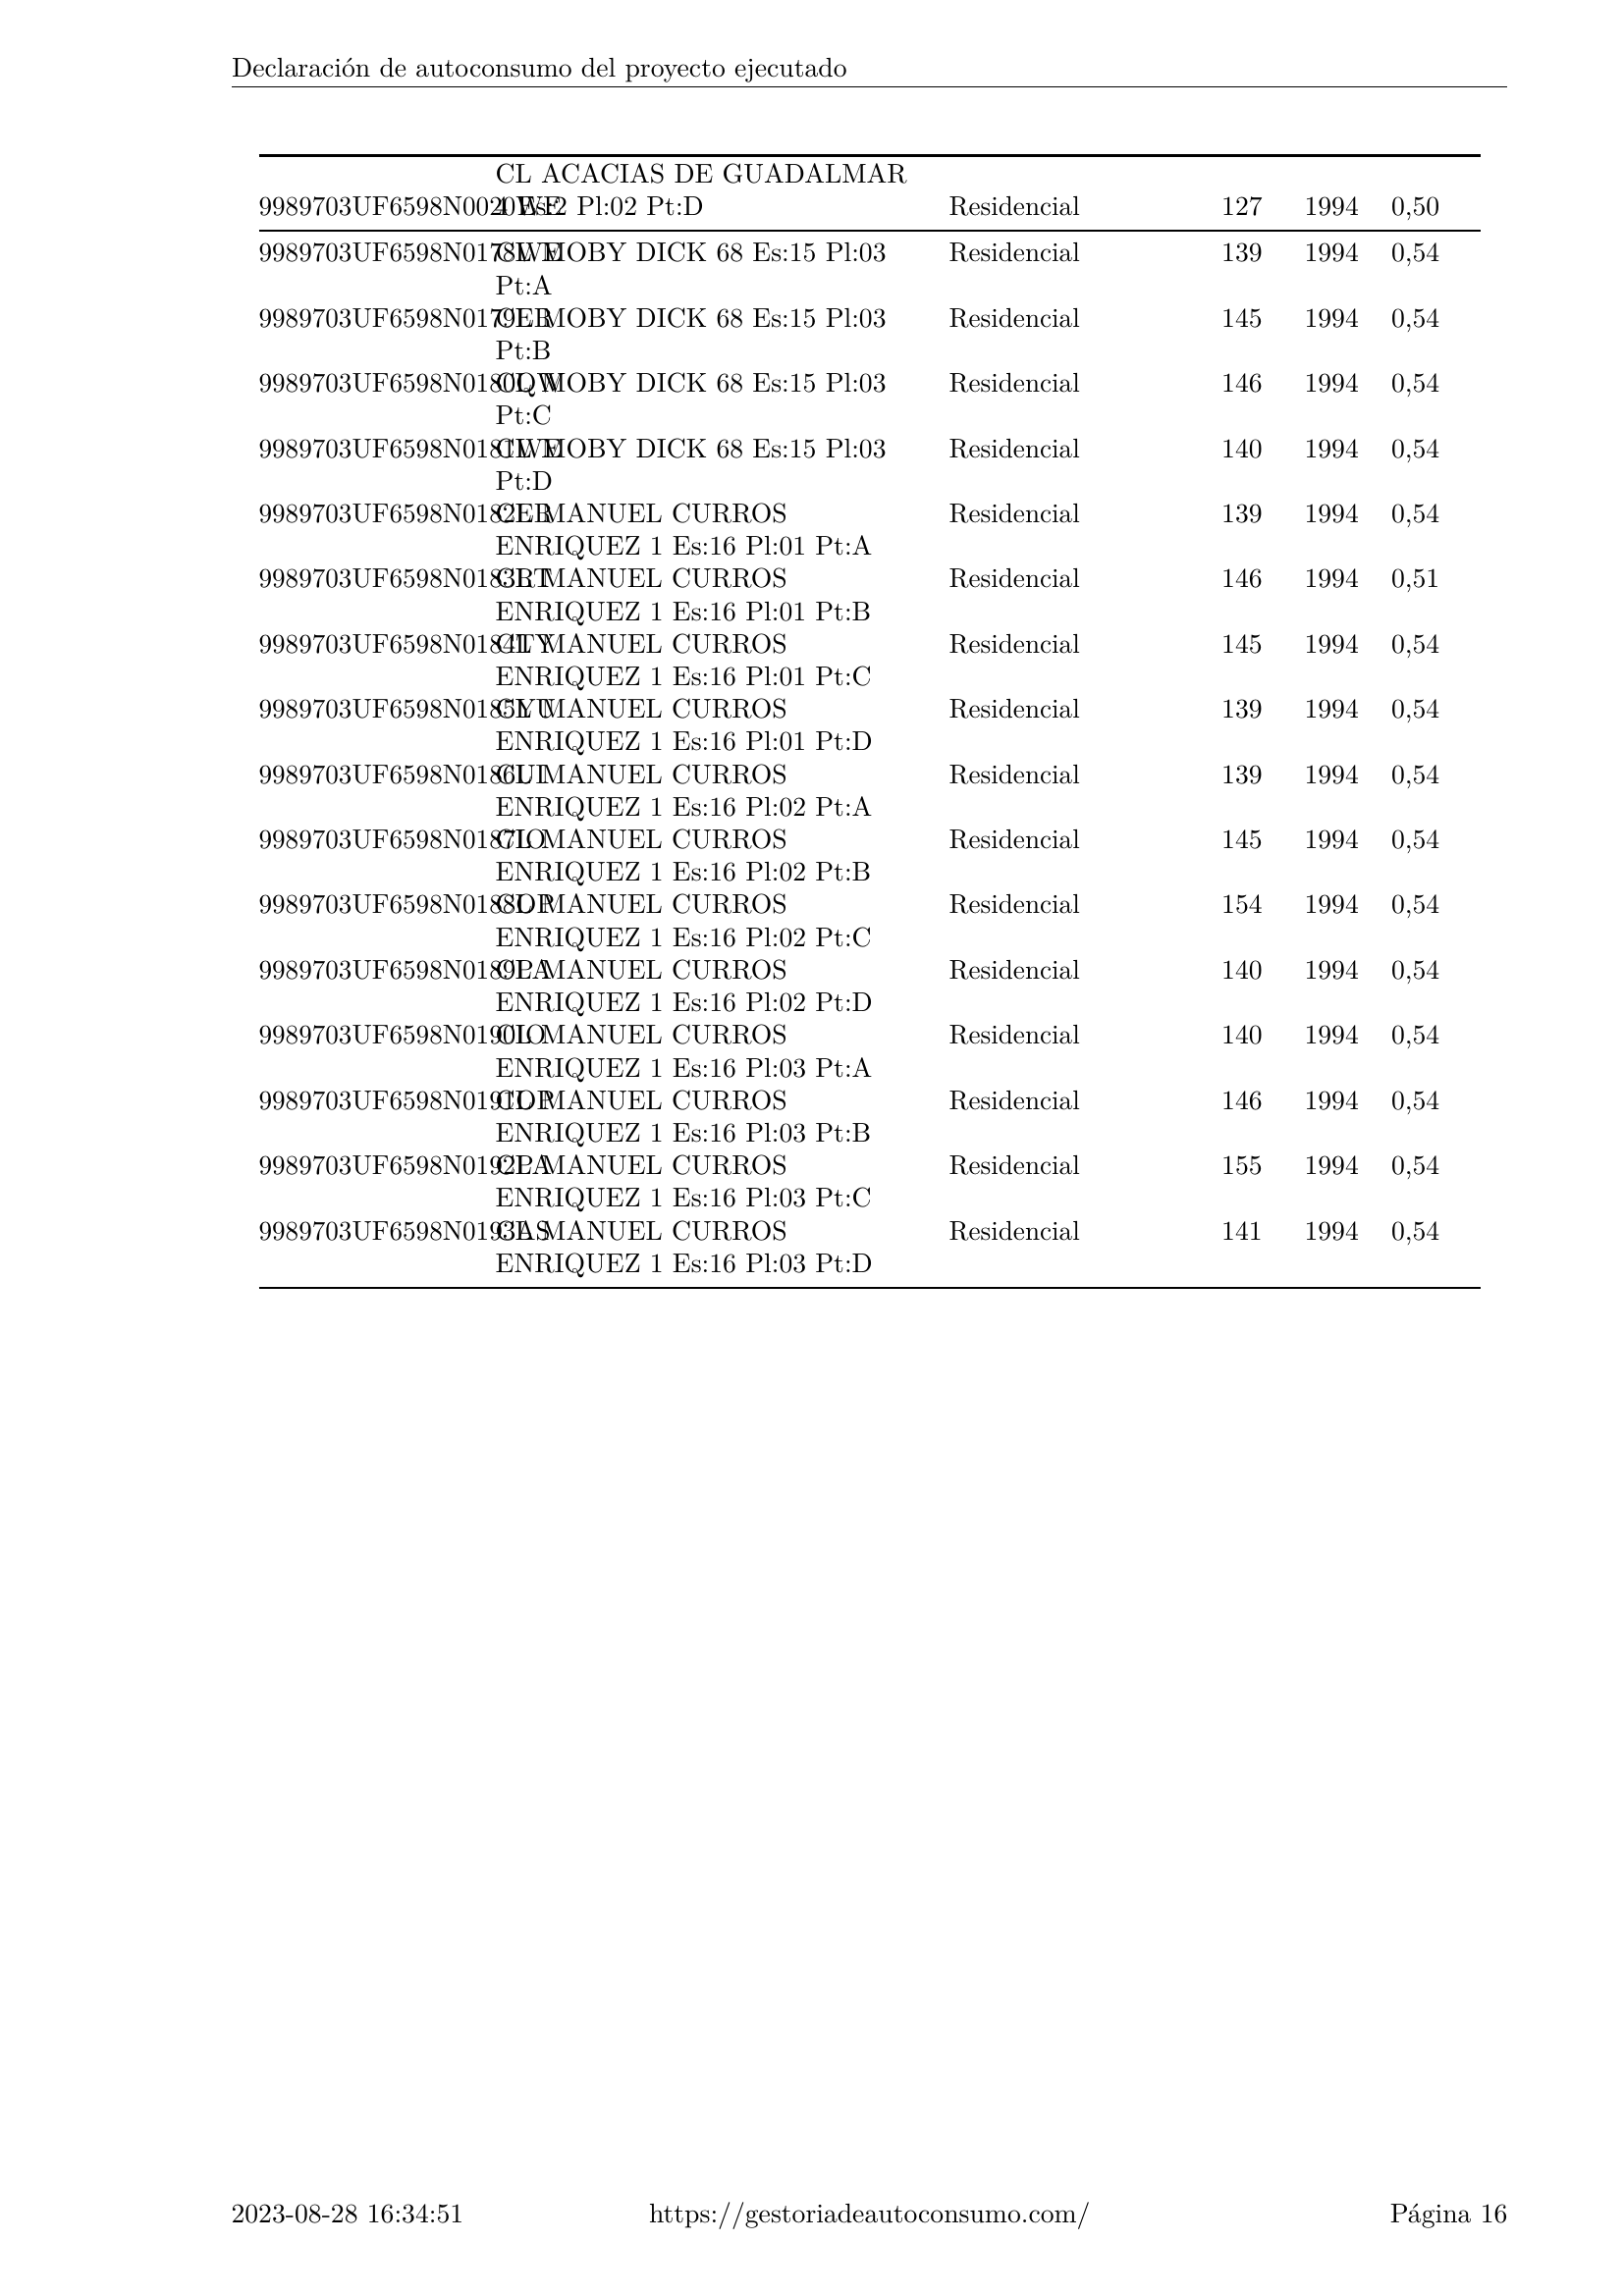 Declaración de autoconsumo del proyecto ejecutado
CL ACACIAS DE GUADALMAR
9989703UF6598N0020WE 4 Es:2 Pl:02 Pt:D Residencial 127 1994 0,50
9989703UF6598N0178WE CL MOBY DICK 68 Es:15 Pl:03 Residencial 139 1994 0,54
Pt:A
9989703UF6598N0179ER CL MOBY DICK 68 Es:15 Pl:03 Residencial 145 1994 0,54
Pt:B
9989703UF6598N0180QW CL MOBY DICK 68 Es:15 Pl:03 Residencial 146 1994 0,54
Pt:C
9989703UF6598N0181WE CL MOBY DICK 68 Es:15 Pl:03 Residencial 140 1994 0,54
Pt:D
9989703UF6598N0182ER CL MANUEL CURROS Residencial 139 1994 0,54
ENRIQUEZ 1 Es:16 Pl:01 Pt:A
9989703UF6598N0183RT CL MANUEL CURROS Residencial 146 1994 0,51
ENRIQUEZ 1 Es:16 Pl:01 Pt:B
9989703UF6598N0184TY CL MANUEL CURROS Residencial 145 1994 0,54
ENRIQUEZ 1 Es:16 Pl:01 Pt:C
9989703UF6598N0185YU CL MANUEL CURROS Residencial 139 1994 0,54
ENRIQUEZ 1 Es:16 Pl:01 Pt:D
9989703UF6598N0186UI CL MANUEL CURROS Residencial 139 1994 0,54
ENRIQUEZ 1 Es:16 Pl:02 Pt:A
9989703UF6598N0187IO CL MANUEL CURROS Residencial 145 1994 0,54
ENRIQUEZ 1 Es:16 Pl:02 Pt:B
9989703UF6598N0188OP CL MANUEL CURROS Residencial 154 1994 0,54
ENRIQUEZ 1 Es:16 Pl:02 Pt:C
9989703UF6598N0189PA CL MANUEL CURROS Residencial 140 1994 0,54
ENRIQUEZ 1 Es:16 Pl:02 Pt:D
9989703UF6598N0190IO CL MANUEL CURROS Residencial 140 1994 0,54
ENRIQUEZ 1 Es:16 Pl:03 Pt:A
9989703UF6598N0191OP CL MANUEL CURROS Residencial 146 1994 0,54
ENRIQUEZ 1 Es:16 Pl:03 Pt:B
9989703UF6598N0192PA CL MANUEL CURROS Residencial 155 1994 0,54
ENRIQUEZ 1 Es:16 Pl:03 Pt:C
9989703UF6598N0193AS CL MANUEL CURROS Residencial 141 1994 0,54
ENRIQUEZ 1 Es:16 Pl:03 Pt:D
2023-08-28 16:34:51 https://gestoriadeautoconsumo.com/ Página 16